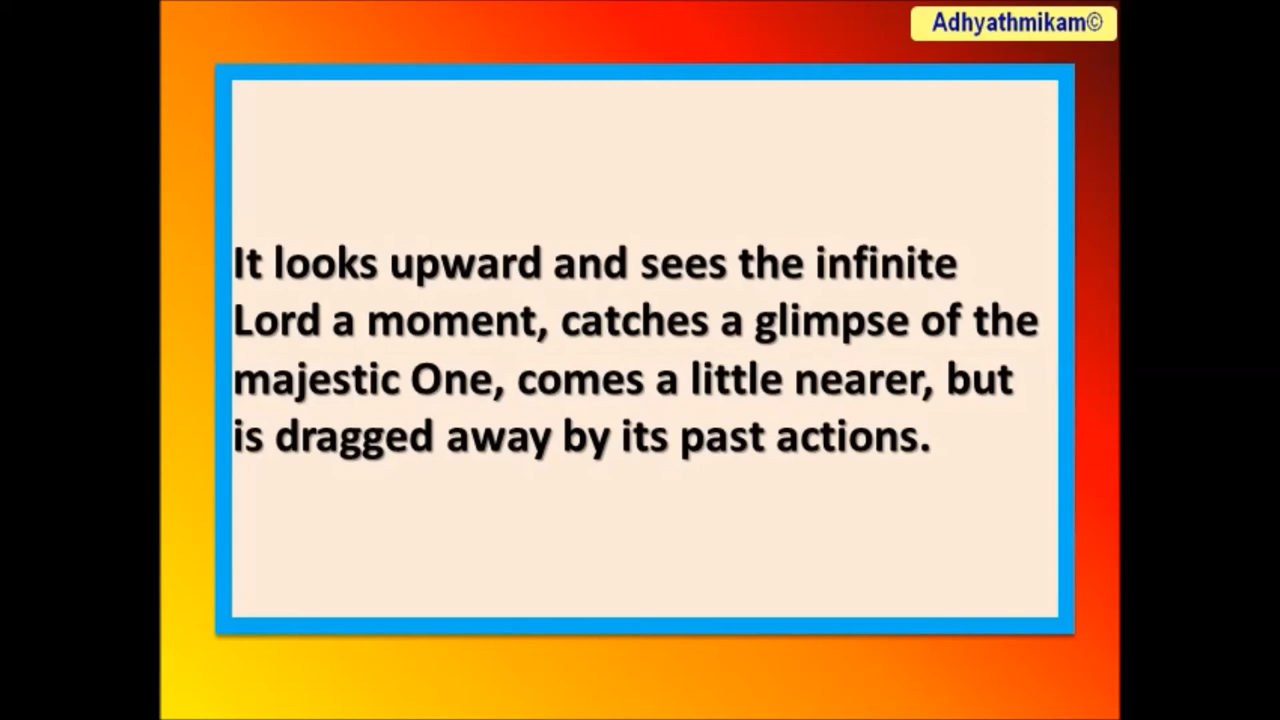 Adhyathmikam©
It looks upward and sees the infinite
Lord a moment, catches a glimpse of the
majestic One, comes a little nearer, but
is dragged away by its past actions.